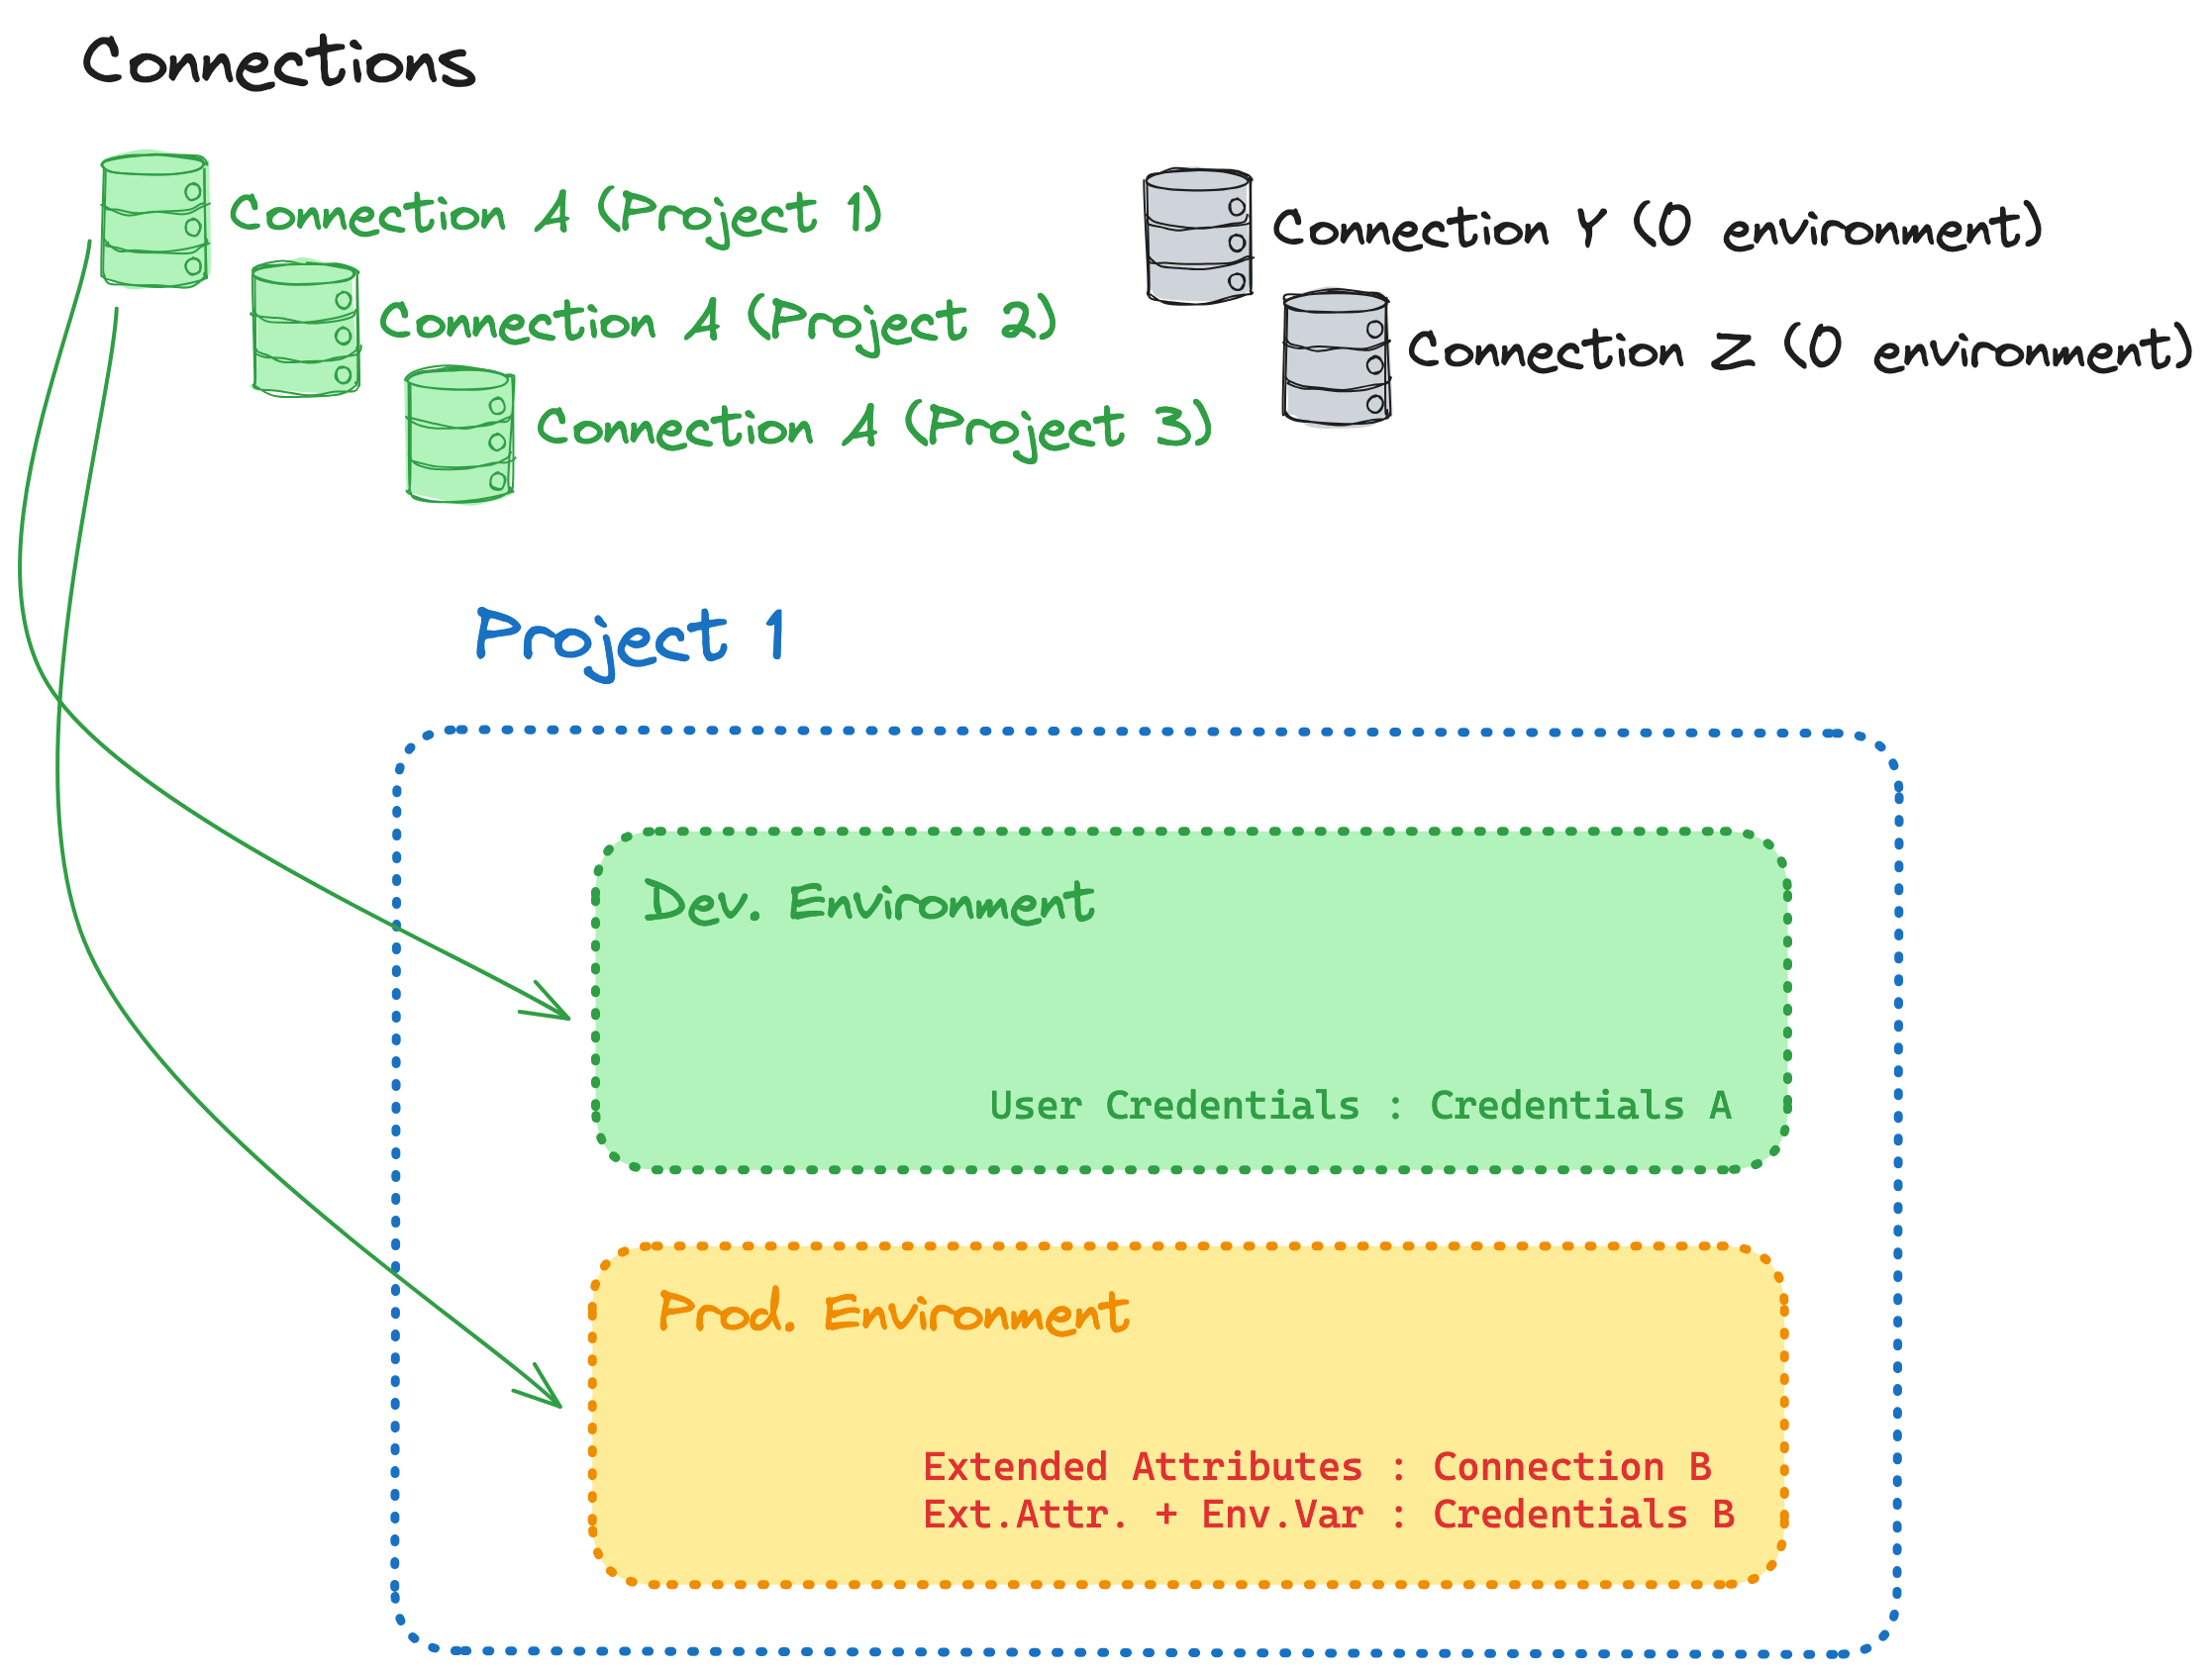 Connections
Connection A (Project 1)
Connection A (Project 2)
Connection A (Project 3)
Connection Y (0 environment)
Connection Z (0 environment)
Project 1
Dev. Environment
User Credentials : Credentials A
Prod. Environment
Extended Attributes : Connection B
Ext.Attr. + Env.Var : Credentials B